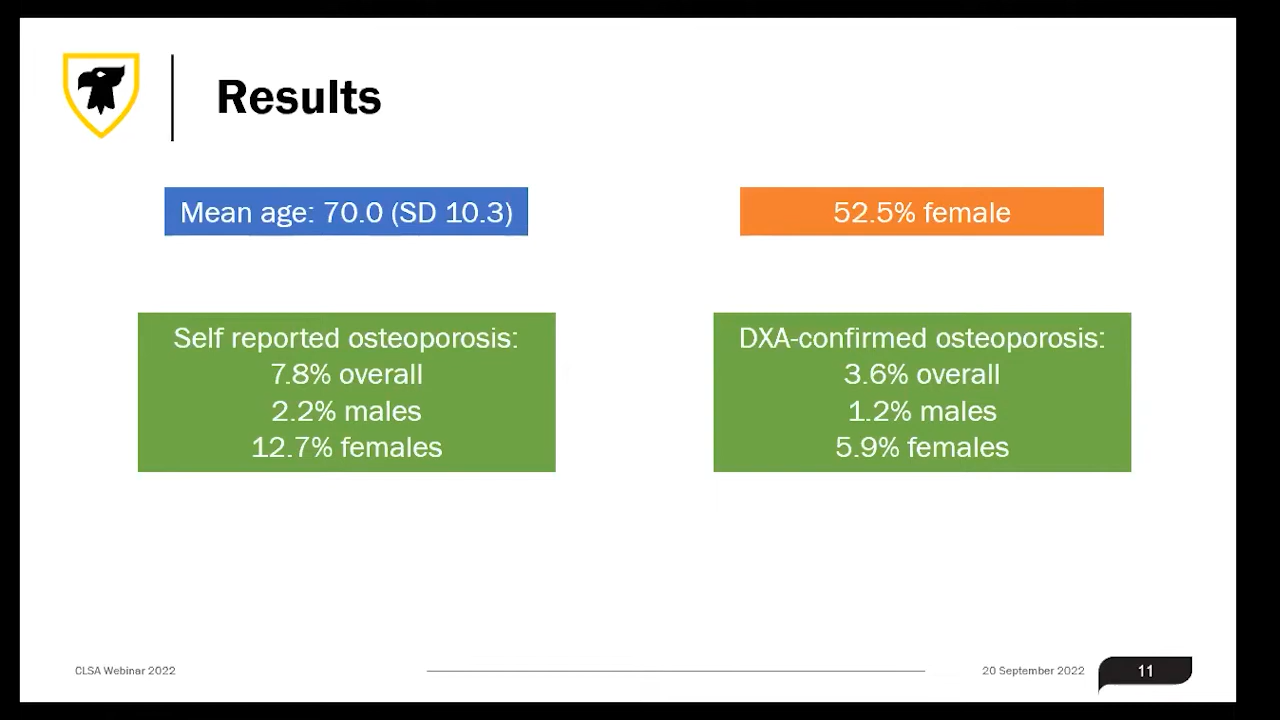 Results
Mean age: 70.0 (SD 10.3)
52.5% female
Self reported osteoporosis:
7.8% overall
2.2% males
12.7% females
DXA-confirmed osteoporosis:
3.6% overall
1.2% males
5.9% females
CLSA Webinar 2022
20 September 2022
11